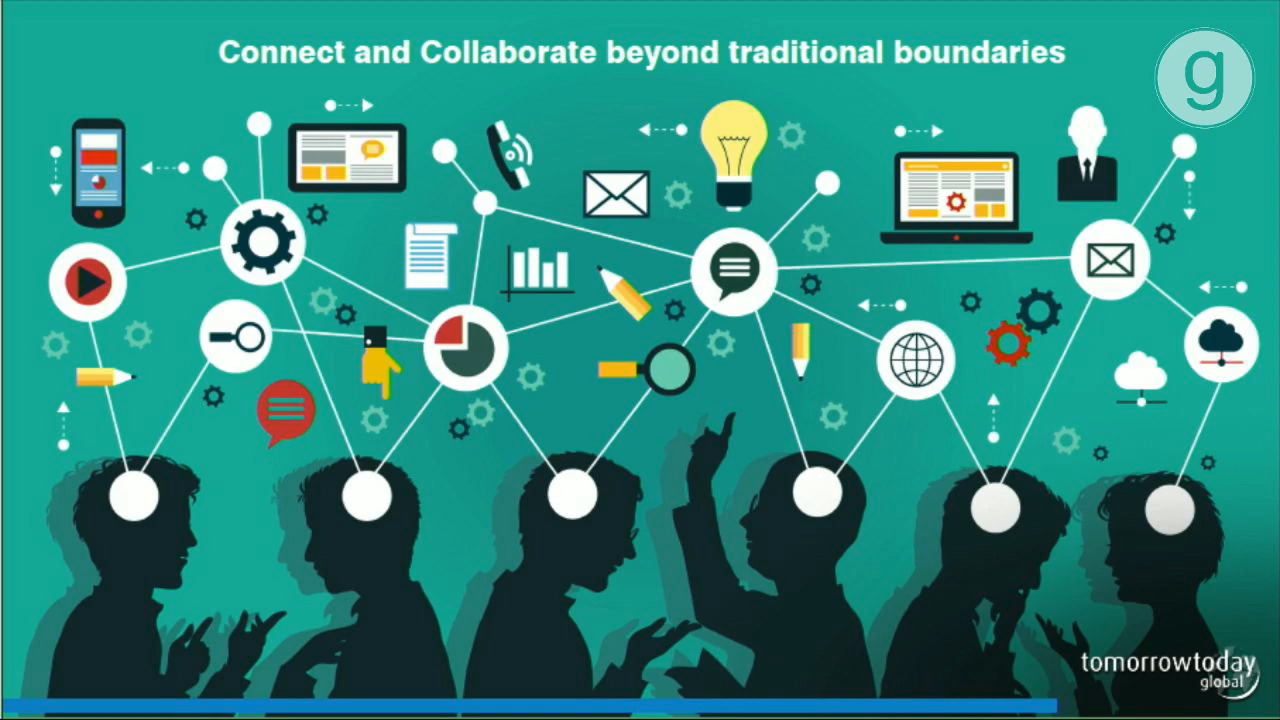 Connect and Collaborate beyond traditional boundaries
g
tomorrowtoday
global